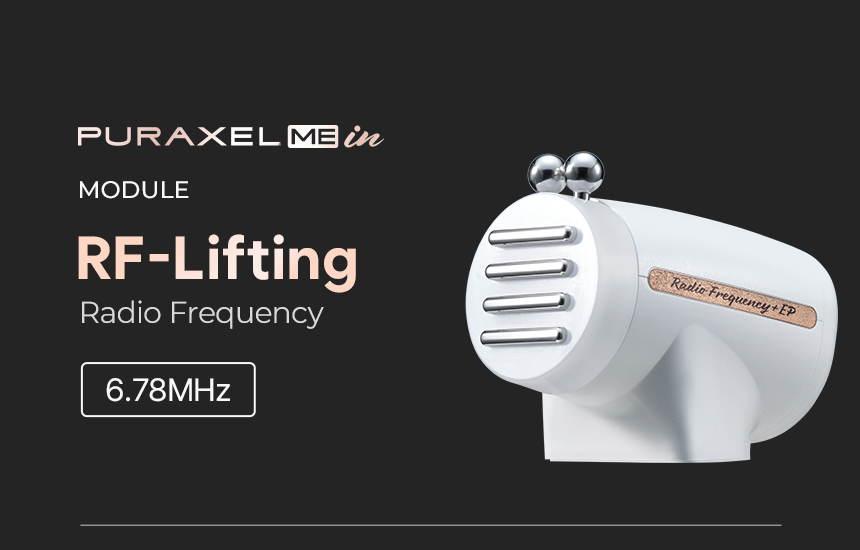 PURAXEL ME in
MODULE
RF-Lifting
Radio Frequency
6.78MHz
Radio Frequency + EP